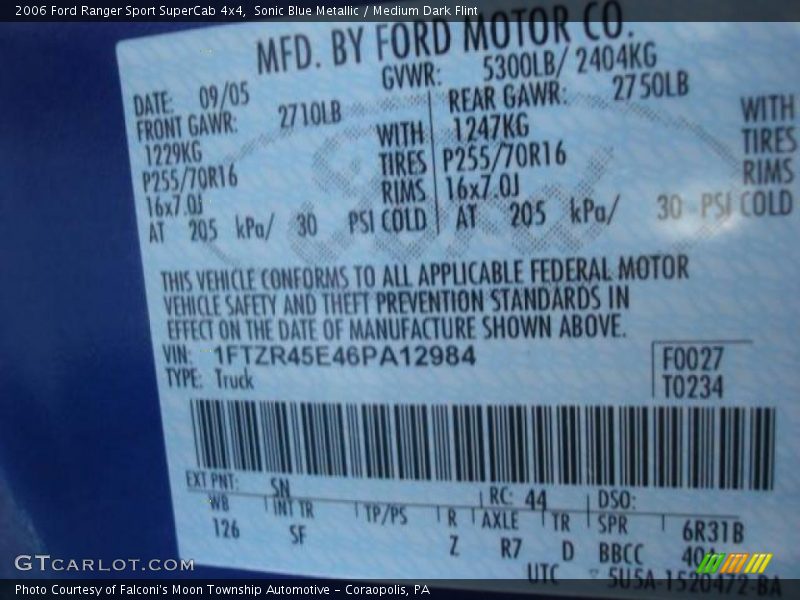 2006 Ford Ranger Sport SuperCab 4x4, Sonic Blue Metallic / Medium Dark Flint
MFD. BY FORD MOTOR CO.
DATE: 09/05 GVWR: 5300LB/ 2404KG
FRONT GAWR: 2710LB REAR GAWR: 2750LB
1229KG WITH 1247KG WITH
P255/70R16 TIRES P255/70R16 TIRES
16x7.0J RIMS 16x7.0J RIMS
AT 205 kPa/ 30 PSI COLD AT 205 kPa/ 30 PSI COLD
THIS VEHICLE CONFORMS TO ALL APPLICABLE FEDERAL MOTOR
VEHICLE SAFETY AND THEFT PREVENTION STANDARDS IN
EFFECT ON THE DATE OF MANUFACTURE SHOWN ABOVE.
VIN: 1FTZR45E46PA12984 F0027
TYPE: Truck T0234
EXT PNT: SN RC: 44 DSO:
WB INT TR TP/PS R AXLE TR SPR 6R31B
126 SF Z R7 D BBCC
UTC 5U5A-1520472-BA
GTCARLOT.COM
Photo Courtesy of Falconi's Moon Township Automotive - Coraopolis, PA